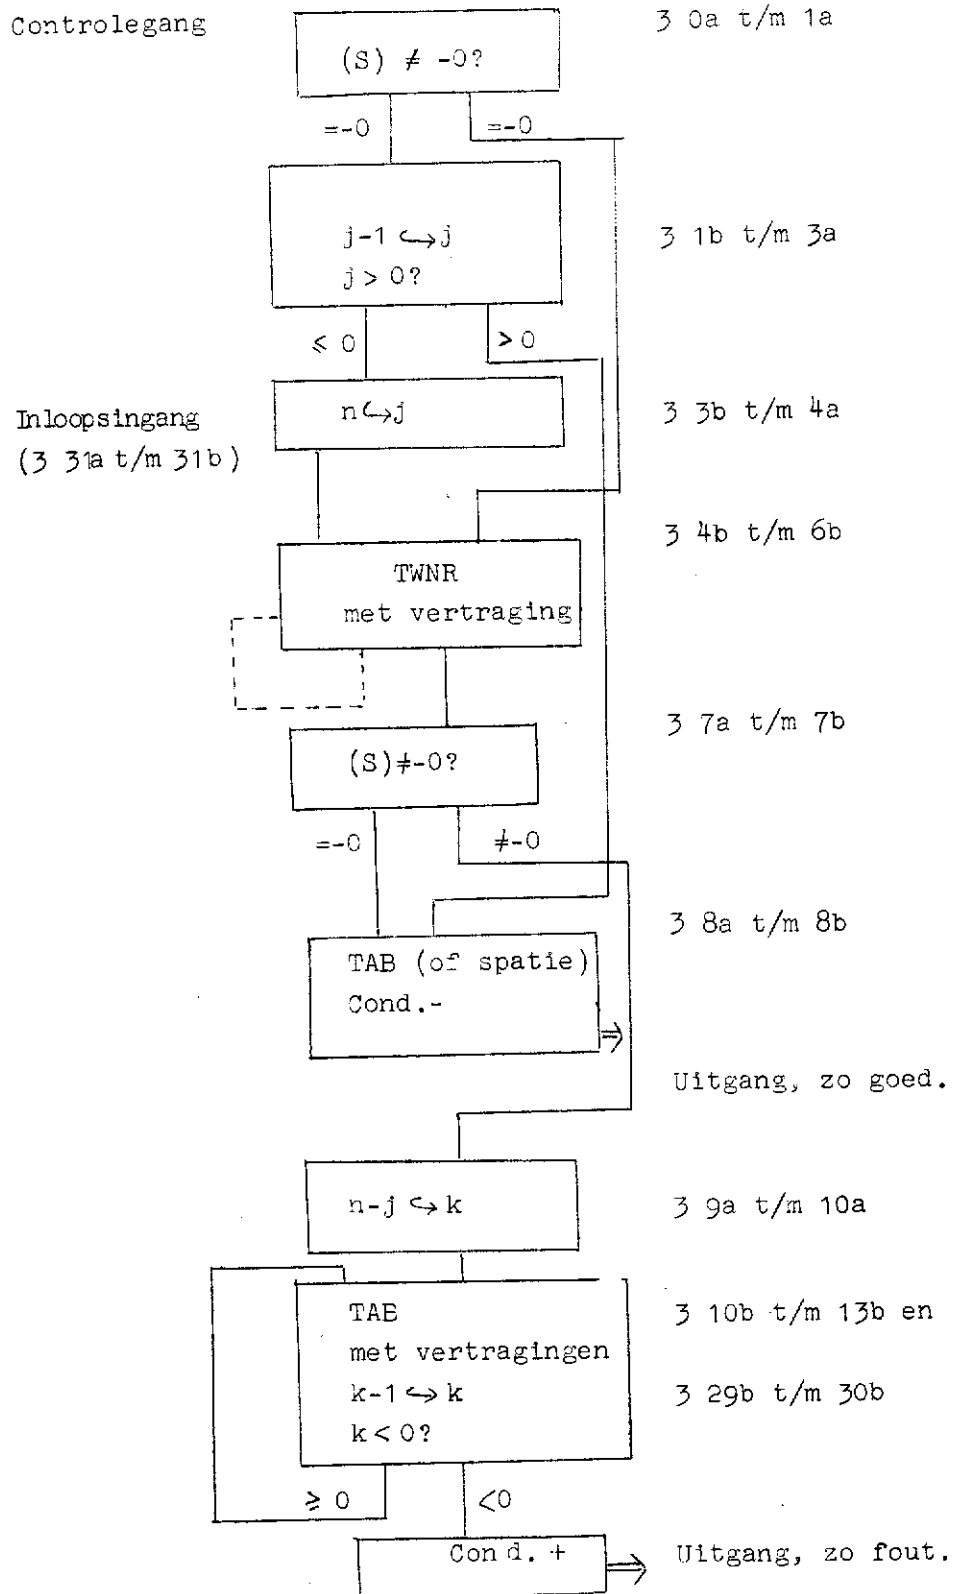 Controlegang
3 0a t/m 1a
(S) ≠ -0?
=-0
=-0
j-1 ↪ j
j > 0?
3 1b t/m 3a
≤ 0
> 0
n ↪ j
3 3b t/m 4a
Inloopsingang
(3 31a t/m 31b)
3 4b t/m 6b
TWNR
met vertraging
3 7a t/m 7b
(S)≠-0?
=-0
≠-0
3 8a t/m 8b
TAB (of spatie)
Cond.-
⇒
Uitgang, zo goed.
n-j ↪ k
3 9a t/m 10a
TAB
3 10b t/m 13b en
met vertragingen
k-1 ↪ k
3 29b t/m 30b
k < 0?
≥ 0
<0
Cond. +
⇒ Uitgang, zo fout.